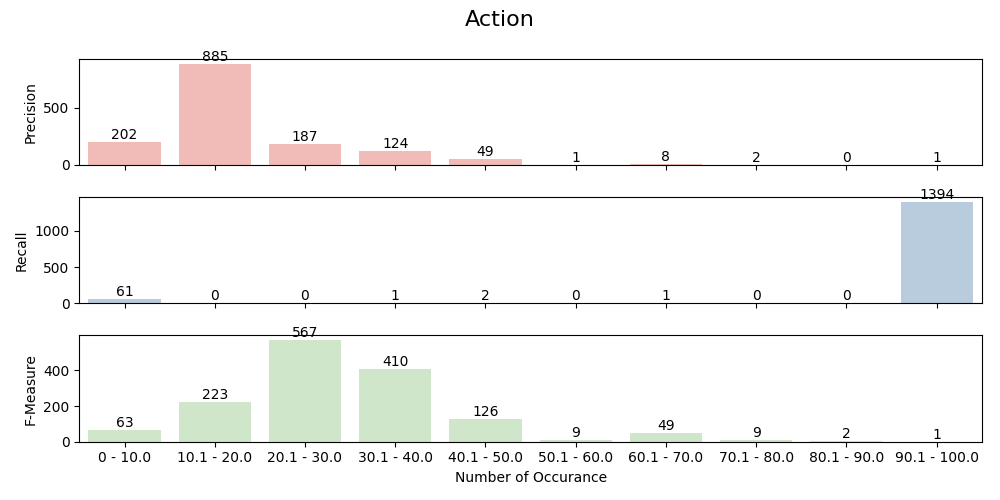 Action
Precision
500
0
202
885
187
124
49
1
8
2
0
1
Recall
1000
500
0
61
0
0
1
2
0
1
0
0
1394
F-Measure
400
200
0
63
223
567
410
126
9
49
9
2
1
0 - 10.0
10.1 - 20.0
20.1 - 30.0
30.1 - 40.0
40.1 - 50.0
50.1 - 60.0
60.1 - 70.0
70.1 - 80.0
80.1 - 90.0
90.1 - 100.0
Number of Occurance